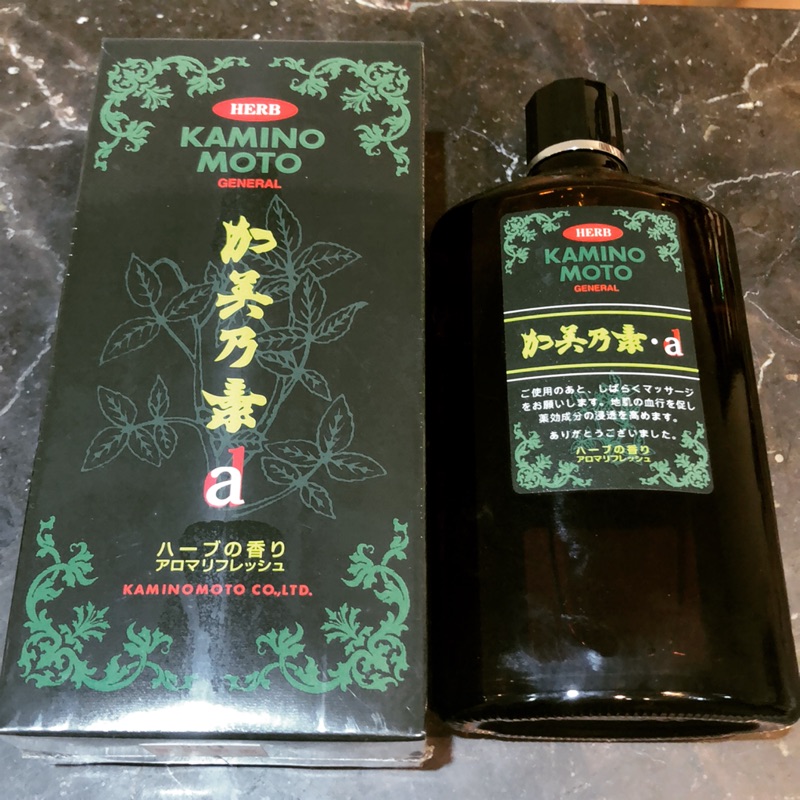 HERB
KAMINO
MOTO
GENERAL
加美乃素
a
ハーブの香り
アロマリフレッシュ
KAMINOMOTO CO.,LTD.
HERB
KAMINO
MOTO
GENERAL
加美乃素・a
ご使用のあと、しばらくマッサージ
をお願いします。地肌の血行を促し
薬効成分の浸透を高めます。
ありがとうございました。
ハーブの香り
アロマリフレッシュ